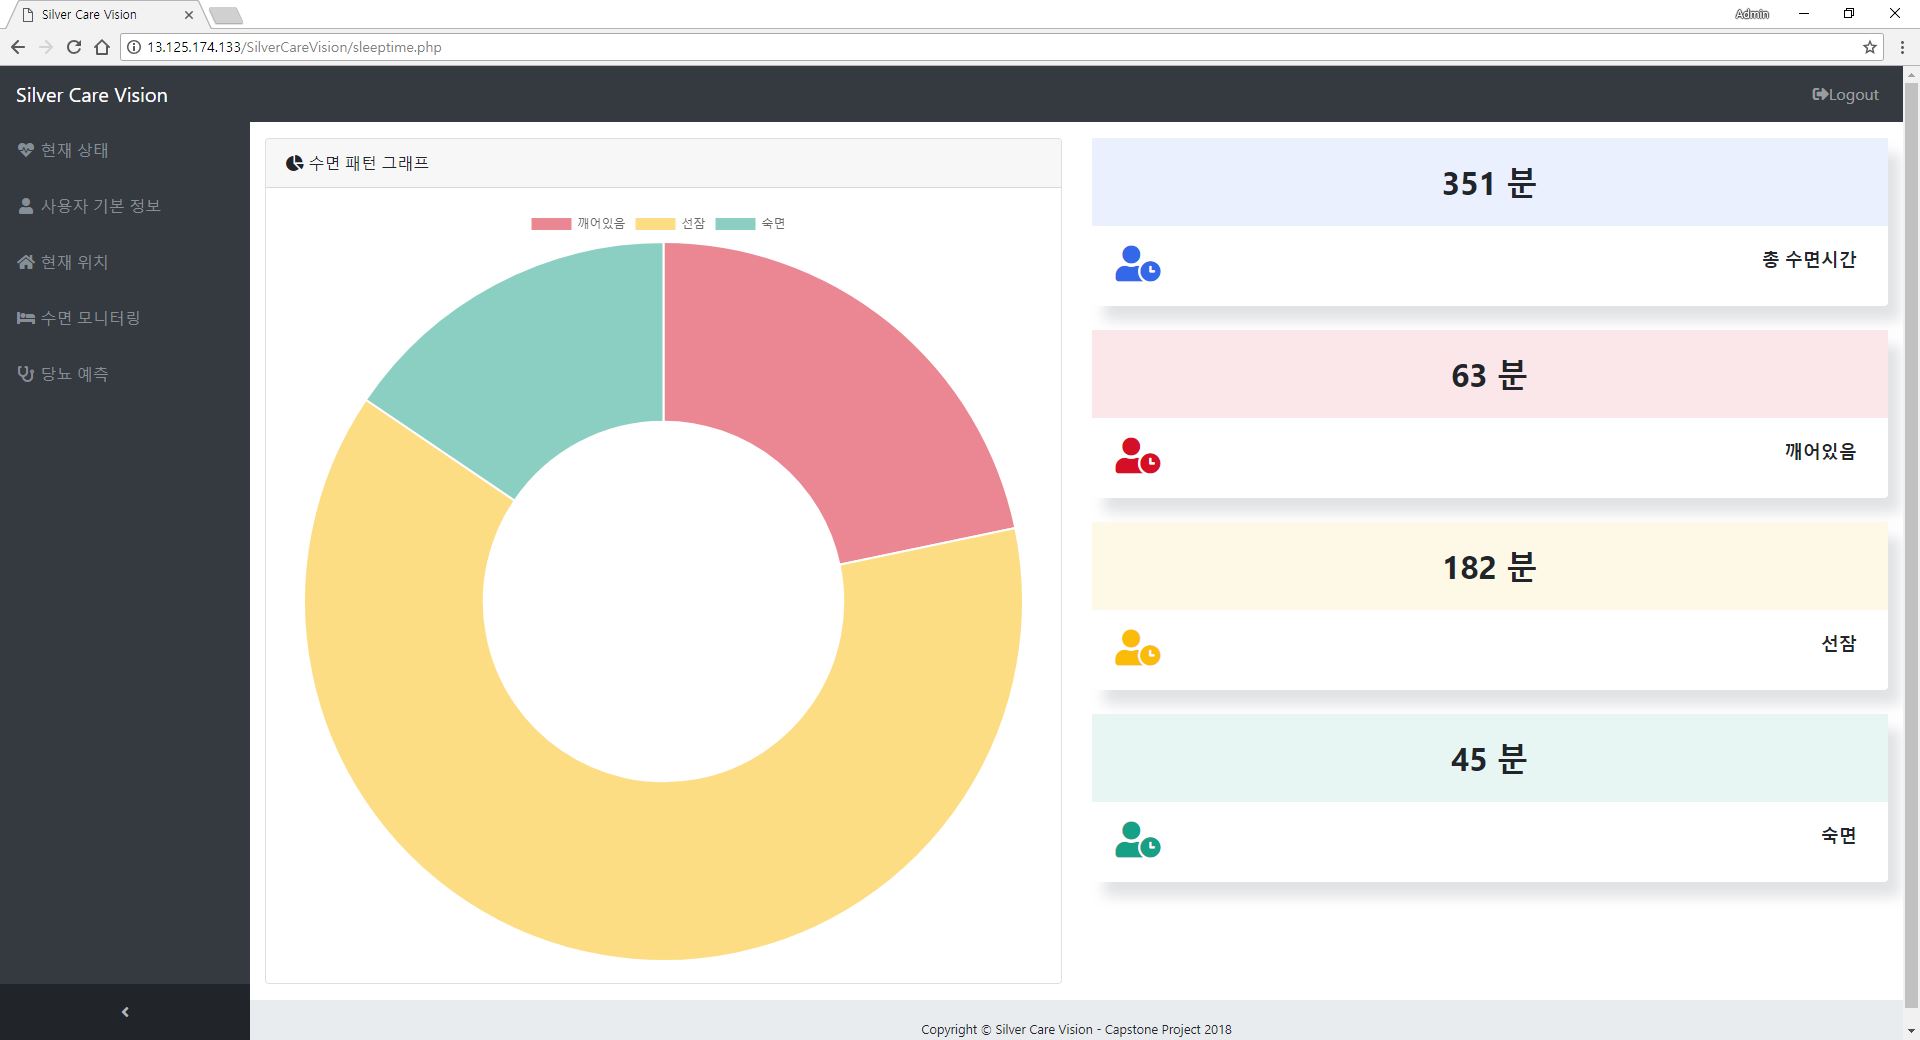 Silver Care Vision
Admin
13.125.174.133/SilverCareVision/sleeptime.php
Silver Care Vision
Logout
현재 상태
사용자 기본 정보
현재 위치
수면 모니터링
당뇨 예측
수면 패턴 그래프
깨어있음 선잠 숙면
351 분
총 수면시간
63 분
깨어있음
182 분
선잠
45 분
숙면
Copyright © Silver Care Vision - Capstone Project 2018